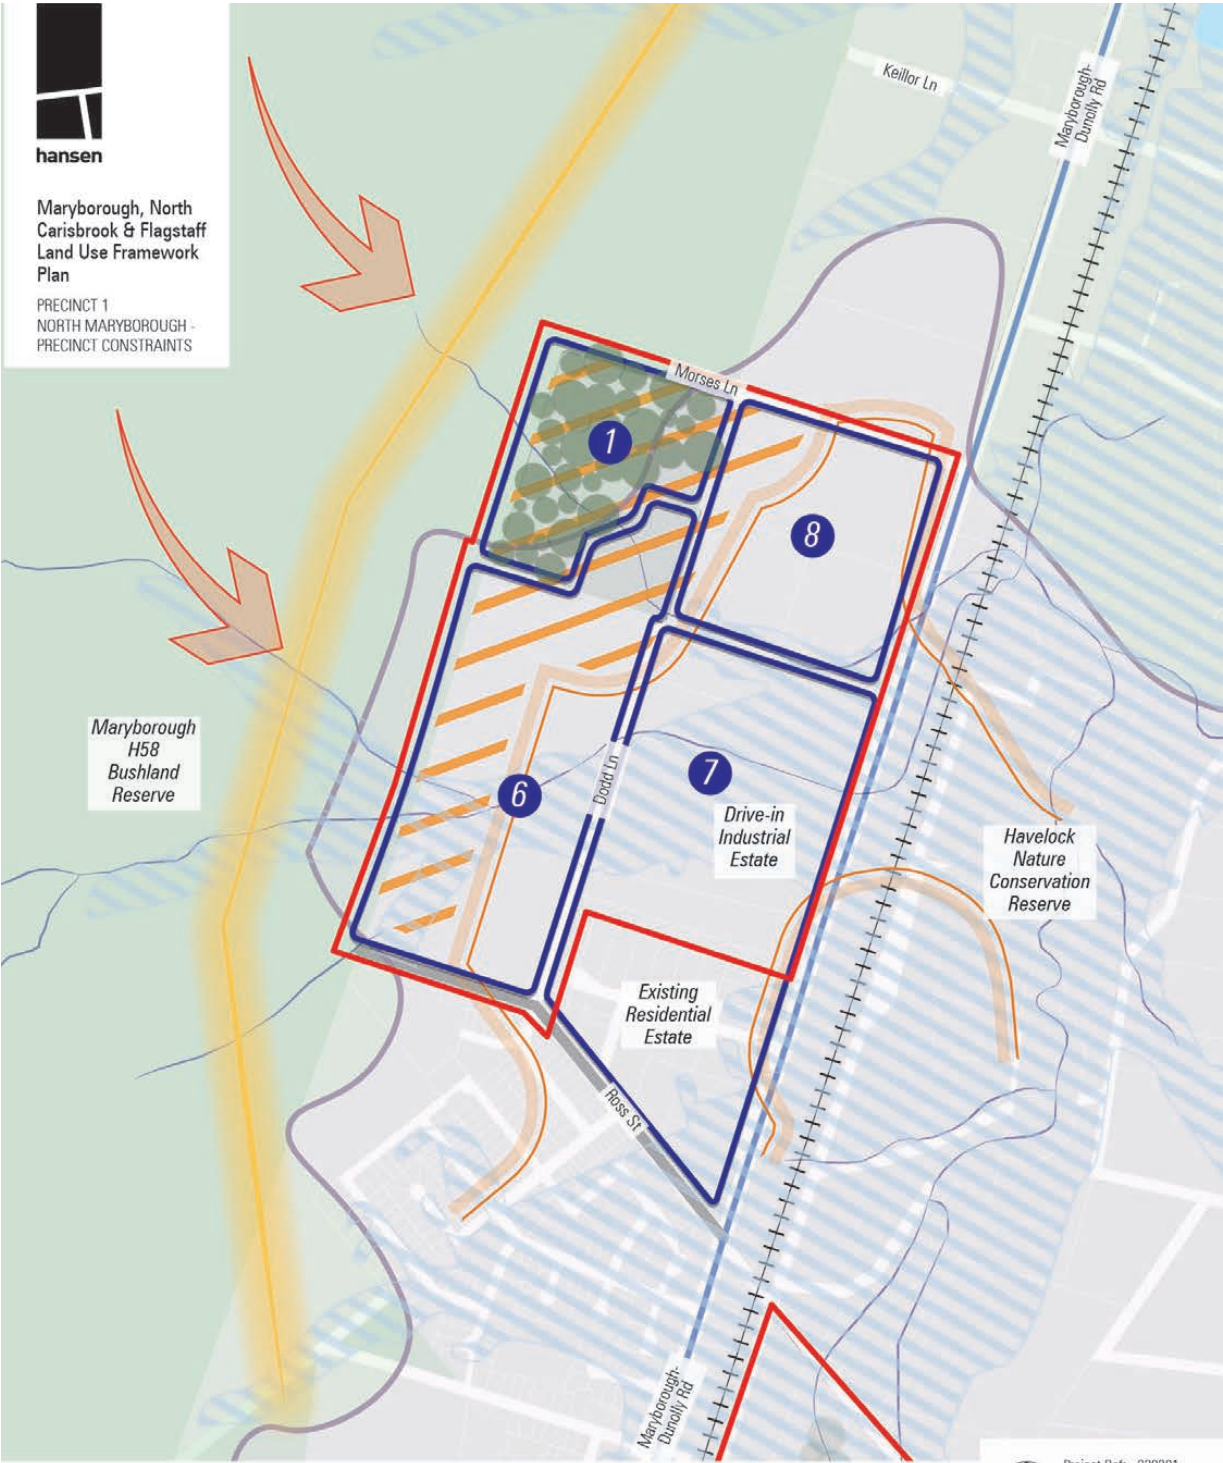 hansen
Maryborough, North
Carisbrook & Flagstaff
Land Use Framework
Plan
PRECINCT 1
NORTH MARYBOROUGH -
PRECINCT CONSTRAINTS
Keillor Ln
Maryborough-
Dunolly Rd
Morses Ln
1
8
Maryborough
H58
Bushland
Reserve
6
Dodd Ln
7
Drive-in
Industrial
Estate
Havelock
Nature
Conservation
Reserve
Existing
Residential
Estate
Ross St
Maryborough-
Dunolly Rd